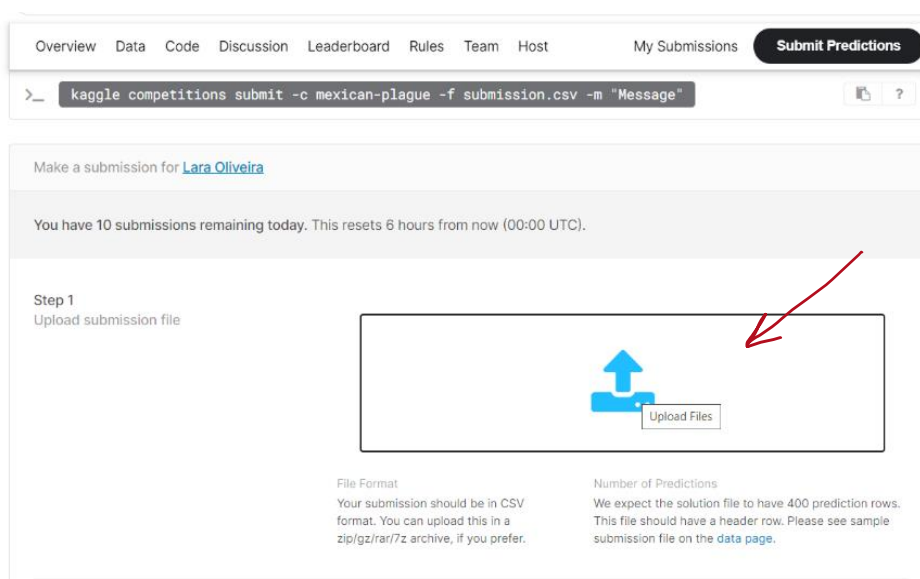 Overview Data Code Discussion Leaderboard Rules Team Host My Submissions Submit Predictions
>_ kaggle competitions submit -c mexican-plague -f submission.csv -m "Message" ?
Make a submission for Lara Oliveira
You have 10 submissions remaining today. This resets 6 hours from now (00:00 UTC).
Step 1
Upload submission file
Upload Files
File Format
Your submission should be in CSV
format. You can upload this in a
zip/gz/rar/7z archive, if you prefer.
Number of Predictions
We expect the solution file to have 400 prediction rows.
This file should have a header row. Please see sample
submission file on the data page.